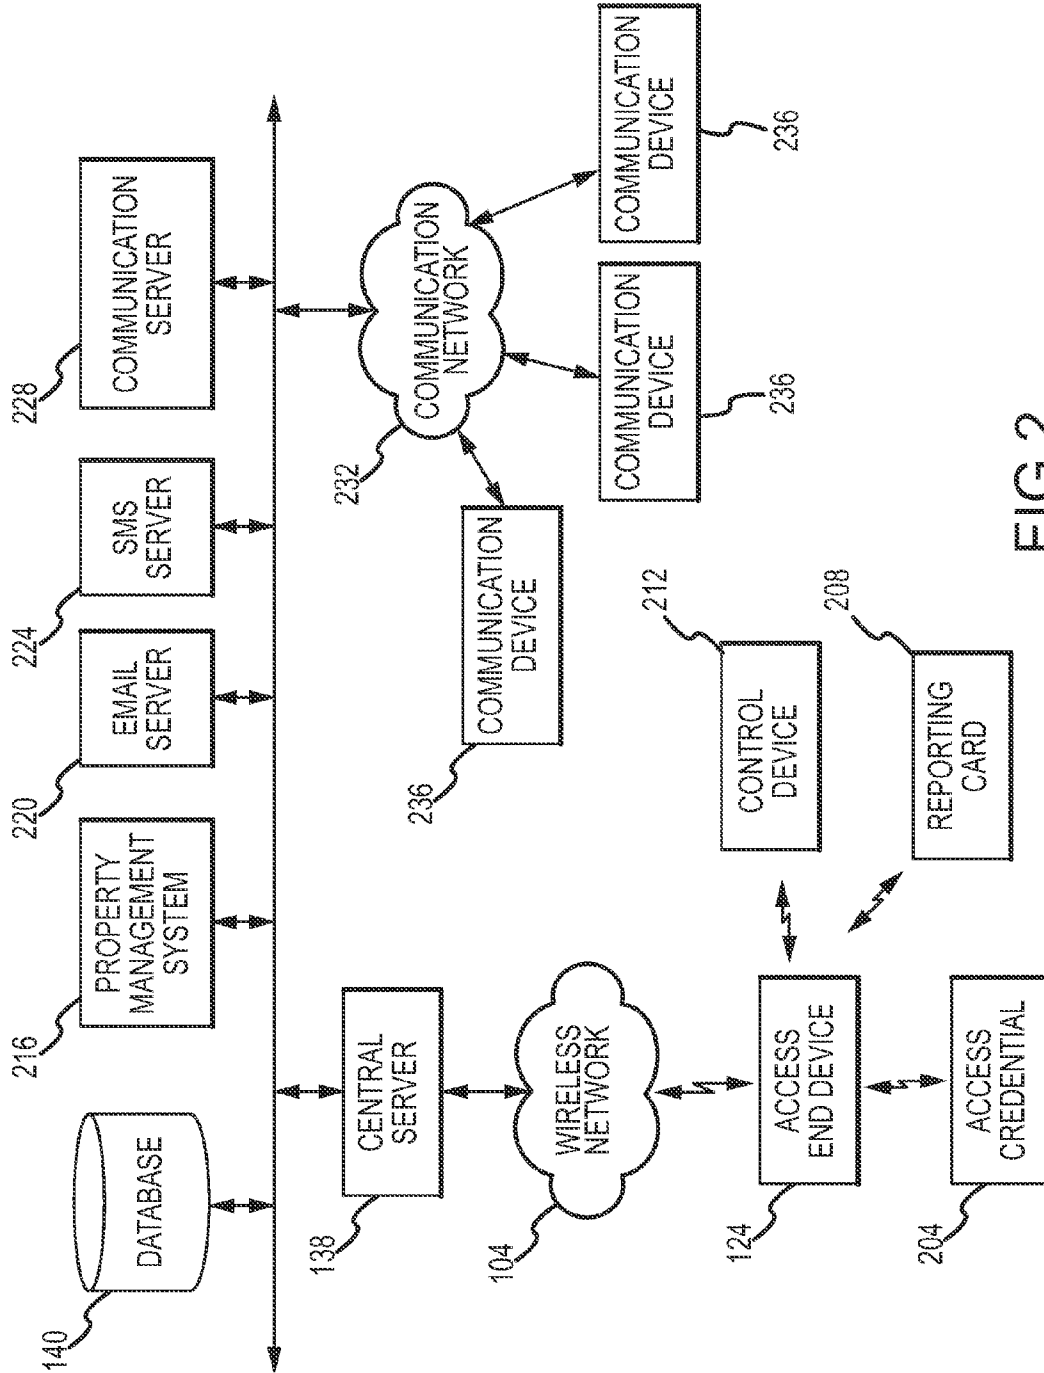 140
DATABASE
216
PROPERTY
MANAGEMENT
SYSTEM
220
EMAIL
SERVER
224
SMS
SERVER
228
COMMUNICATION
SERVER
138
CENTRAL
SERVER
232
COMMUNICATION
NETWORK
104
WIRELESS
NETWORK
236
COMMUNICATION
DEVICE
COMMUNICATION
DEVICE
236
COMMUNICATION
DEVICE
236
124
ACCESS
END DEVICE
212
CONTROL
DEVICE
208
REPORTING
CARD
204
ACCESS
CREDENTIAL
FIG.2